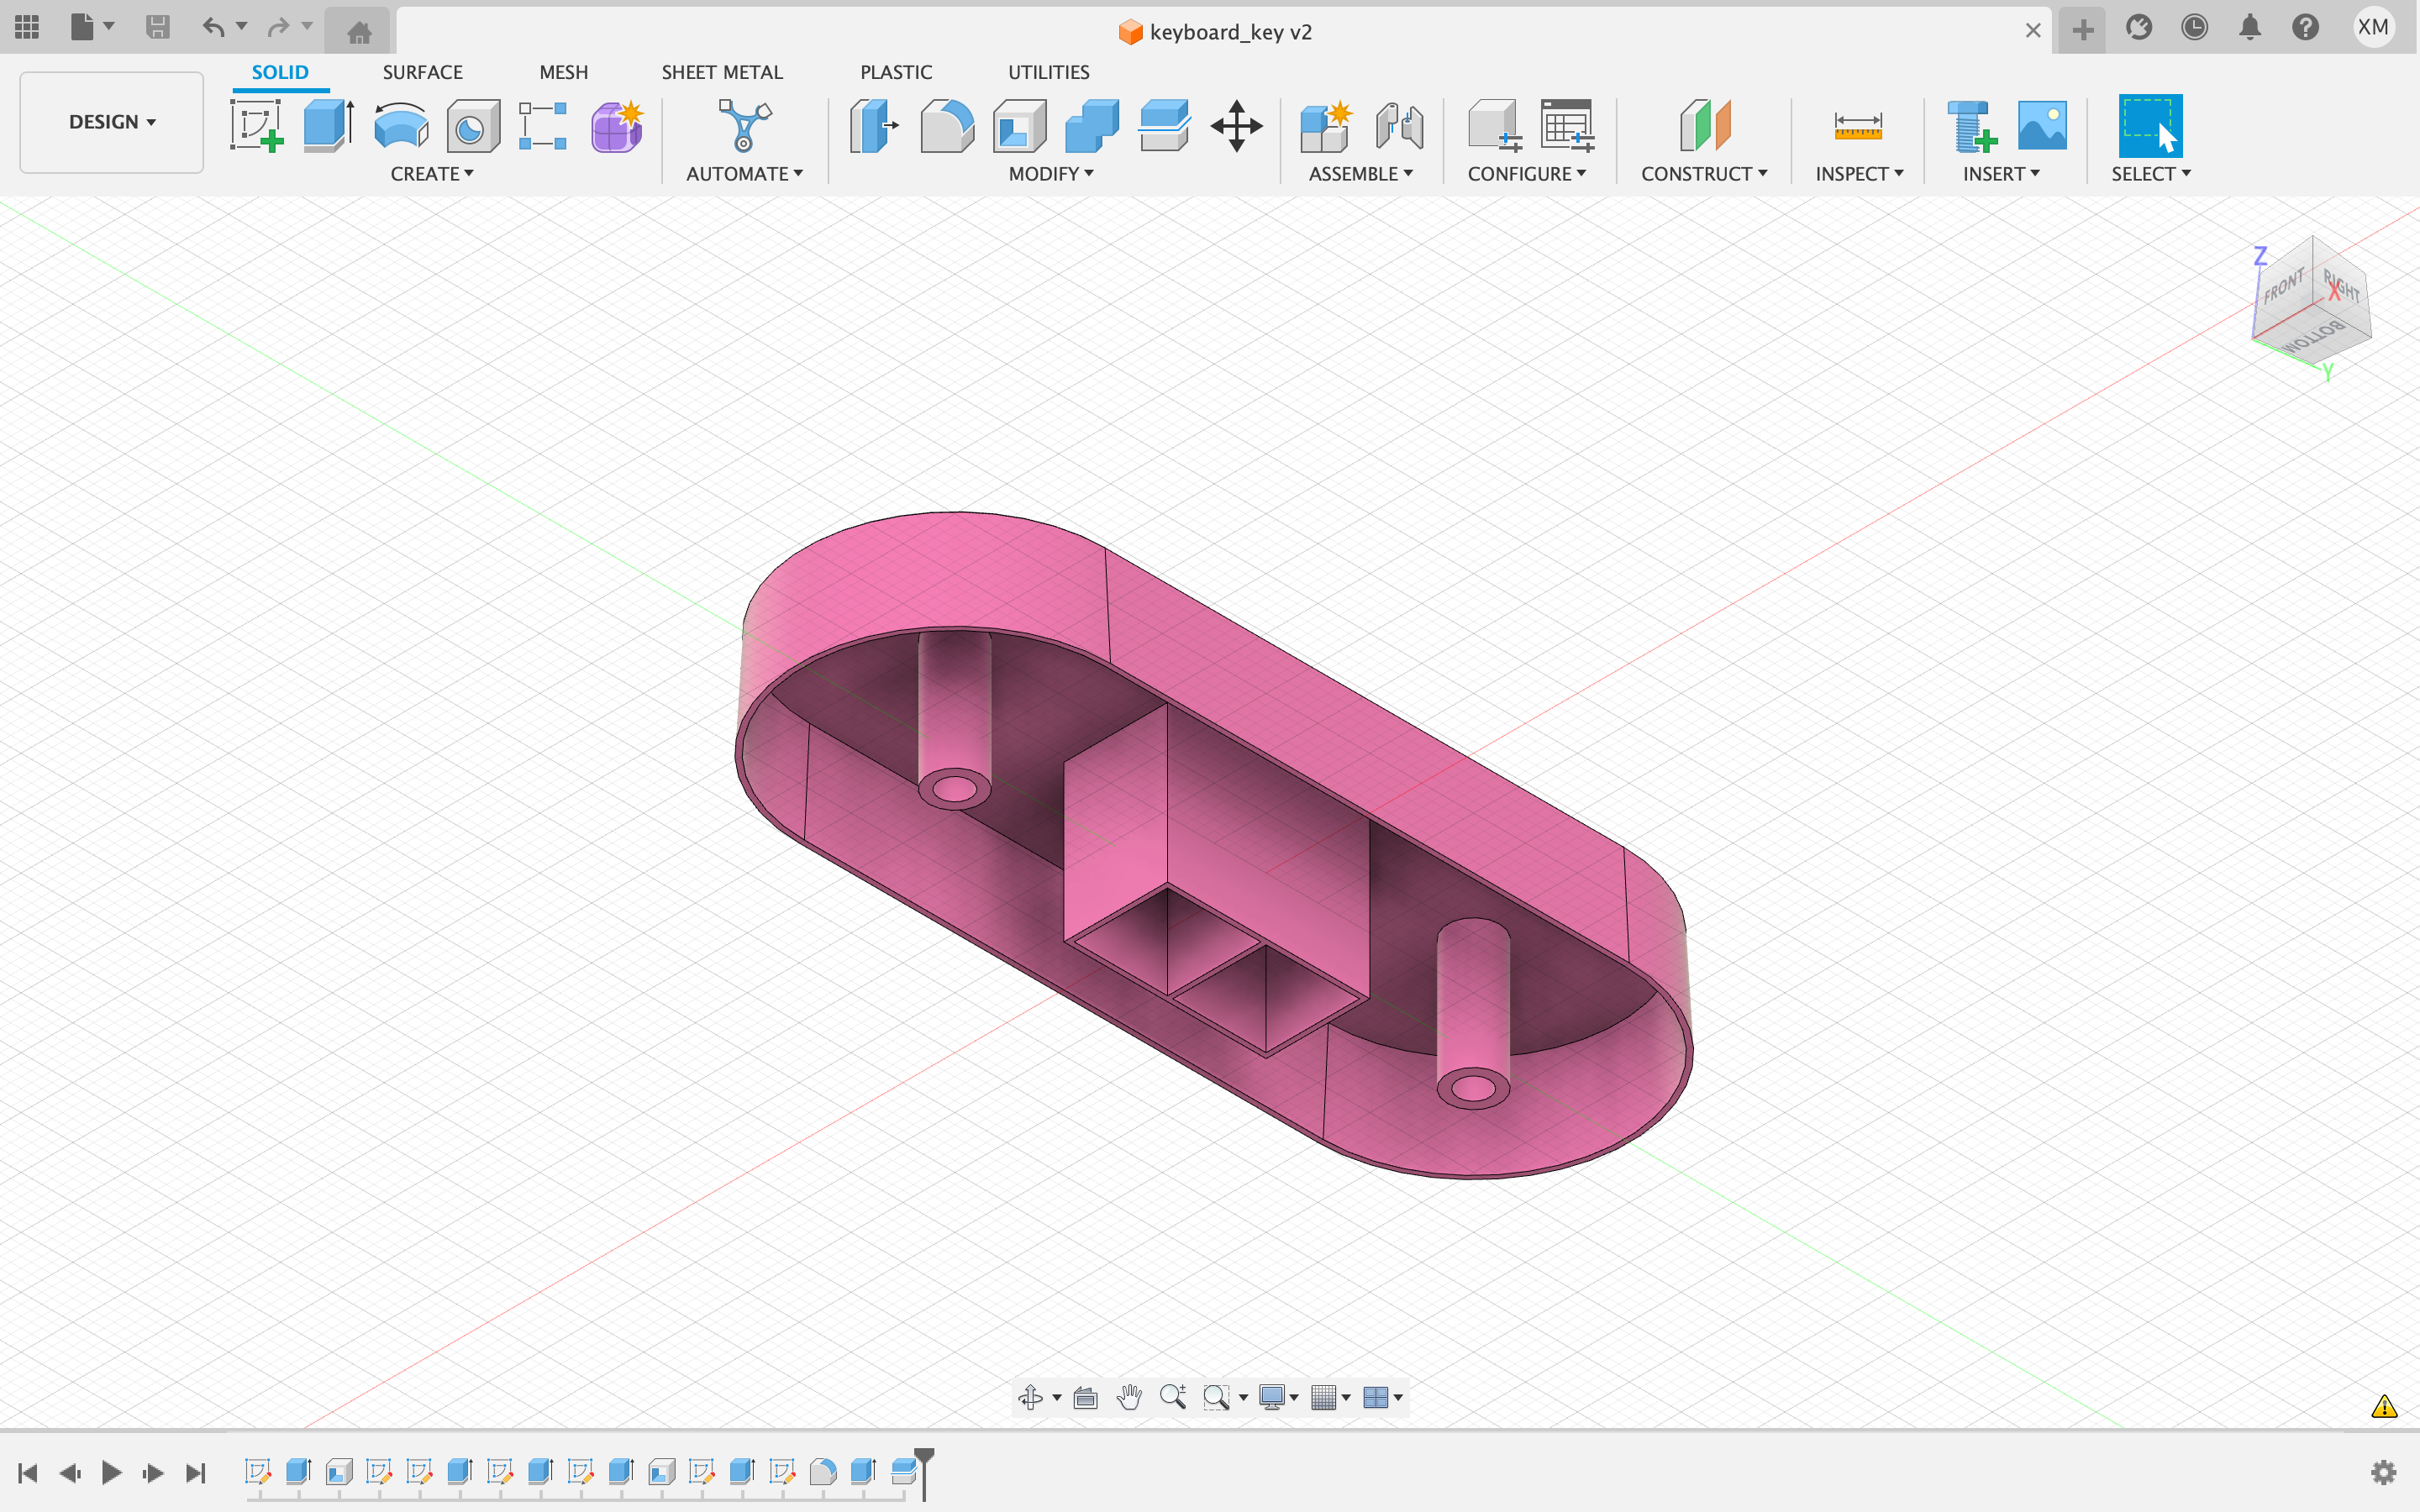 keyboard_key v2
XM
SOLID SURFACE MESH SHEET METAL PLASTIC UTILITIES
DESIGN
CREATE AUTOMATE MODIFY ASSEMBLE CONFIGURE CONSTRUCT INSPECT INSERT SELECT
Z
FRONT
RIGHT
X
BOTTOM
Y